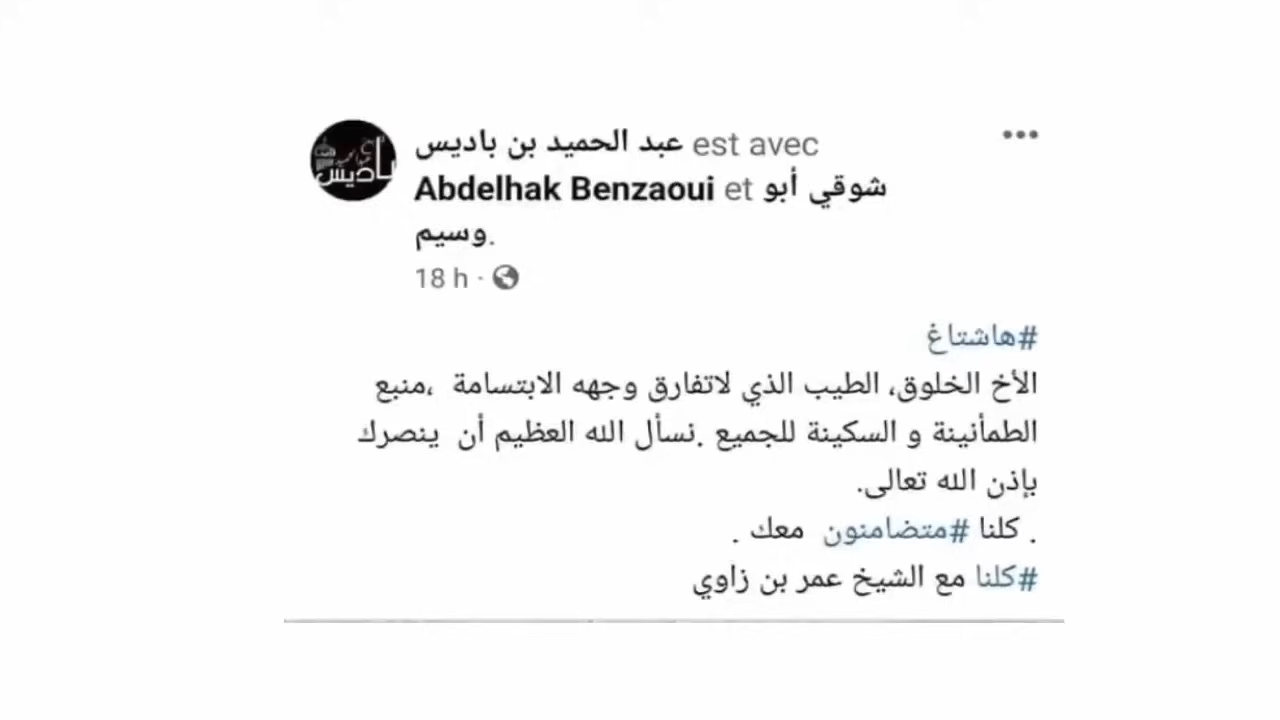 عبد الحميد بن باديس est avec
Abdelhak Benzaoui et شوقي أبو
وسيم.
18 h ·
#هاشتاغ
الأخ الخلوق، الطيب الذي لاتفارق وجهه الابتسامة ،منبع
الطمأنينة و السكينة للجميع .نسأل الله العظيم أن ينصرك
بإذن الله تعالى.
. كلنا #متضامنون معك .
#كلنا مع الشيخ عمر بن زاوي